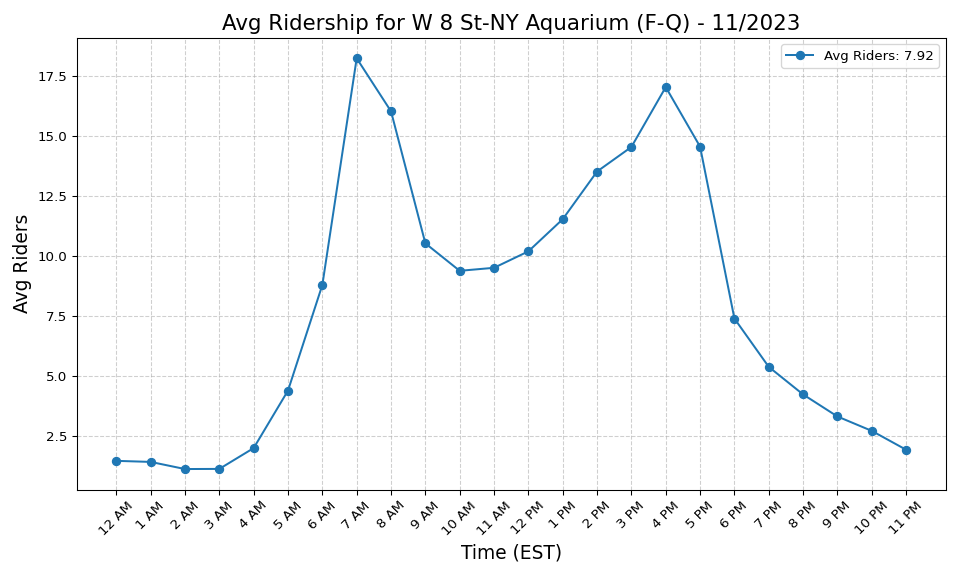 Avg Ridership for W 8 St-NY Aquarium (F-Q) - 11/2023
Avg Riders: 7.92
Avg Riders
17.5
15.0
12.5
10.0
7.5
5.0
2.5
12 AM
1 AM
2 AM
3 AM
4 AM
5 AM
6 AM
7 AM
8 AM
9 AM
10 AM
11 AM
12 PM
1 PM
2 PM
3 PM
4 PM
5 PM
6 PM
7 PM
8 PM
9 PM
10 PM
11 PM
Time (EST)